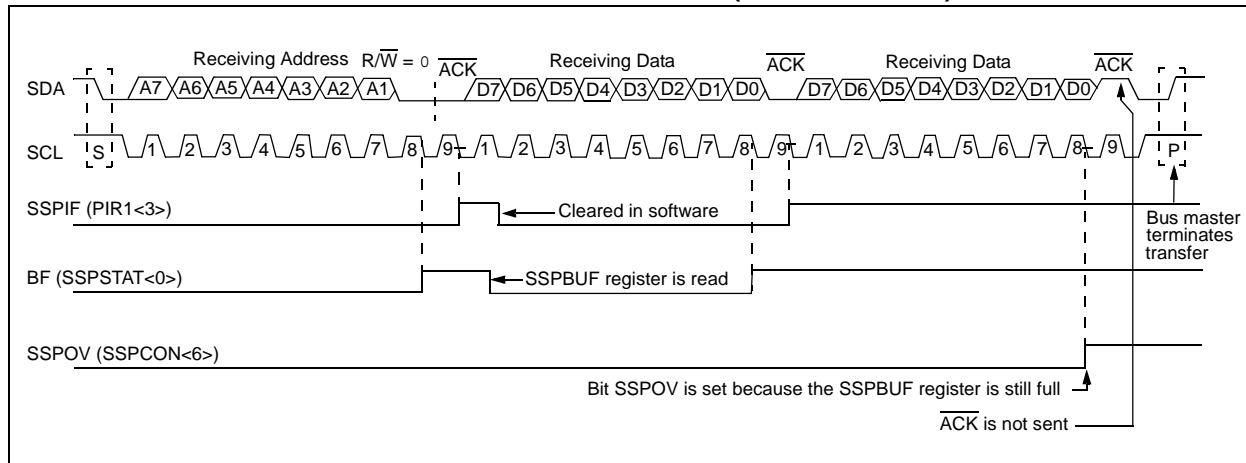 Receiving Address R/W̅ = 0 A̅C̅K̅ Receiving Data A̅C̅K̅ Receiving Data A̅C̅K̅
SDA A7 A6 A5 A4 A3 A2 A1 D7 D6 D5 D4 D3 D2 D1 D0 D7 D6 D5 D4 D3 D2 D1 D0
SCL S 1 2 3 4 5 6 7 8 9 1 2 3 4 5 6 7 8 9 1 2 3 4 5 6 7 8 9 P
SSPIF (PIR1<3>)
Cleared in software
Bus master
terminates
transfer
BF (SSPSTAT<0>)
SSPBUF register is read
SSPOV (SSPCON<6>)
Bit SSPOV is set because the SSPBUF register is still full
A̅C̅K̅ is not sent